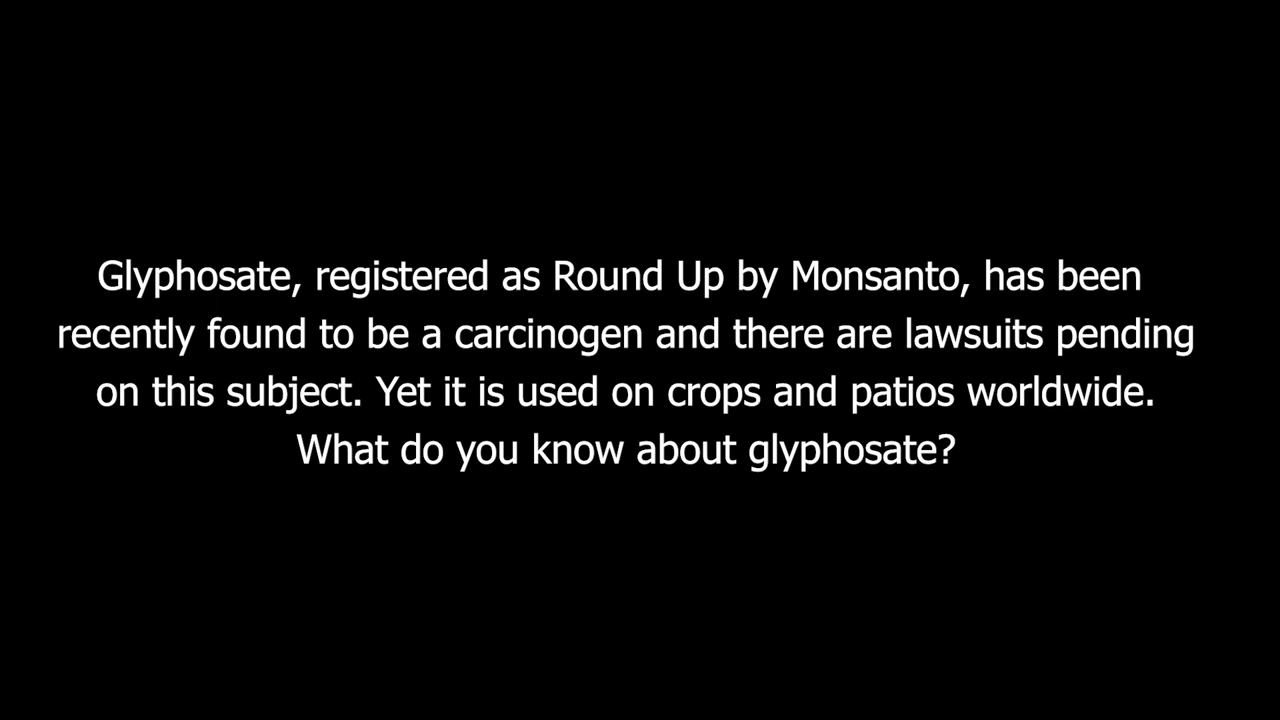 Glyphosate, registered as Round Up by Monsanto, has been
recently found to be a carcinogen and there are lawsuits pending
on this subject. Yet it is used on crops and patios worldwide.
What do you know about glyphosate?